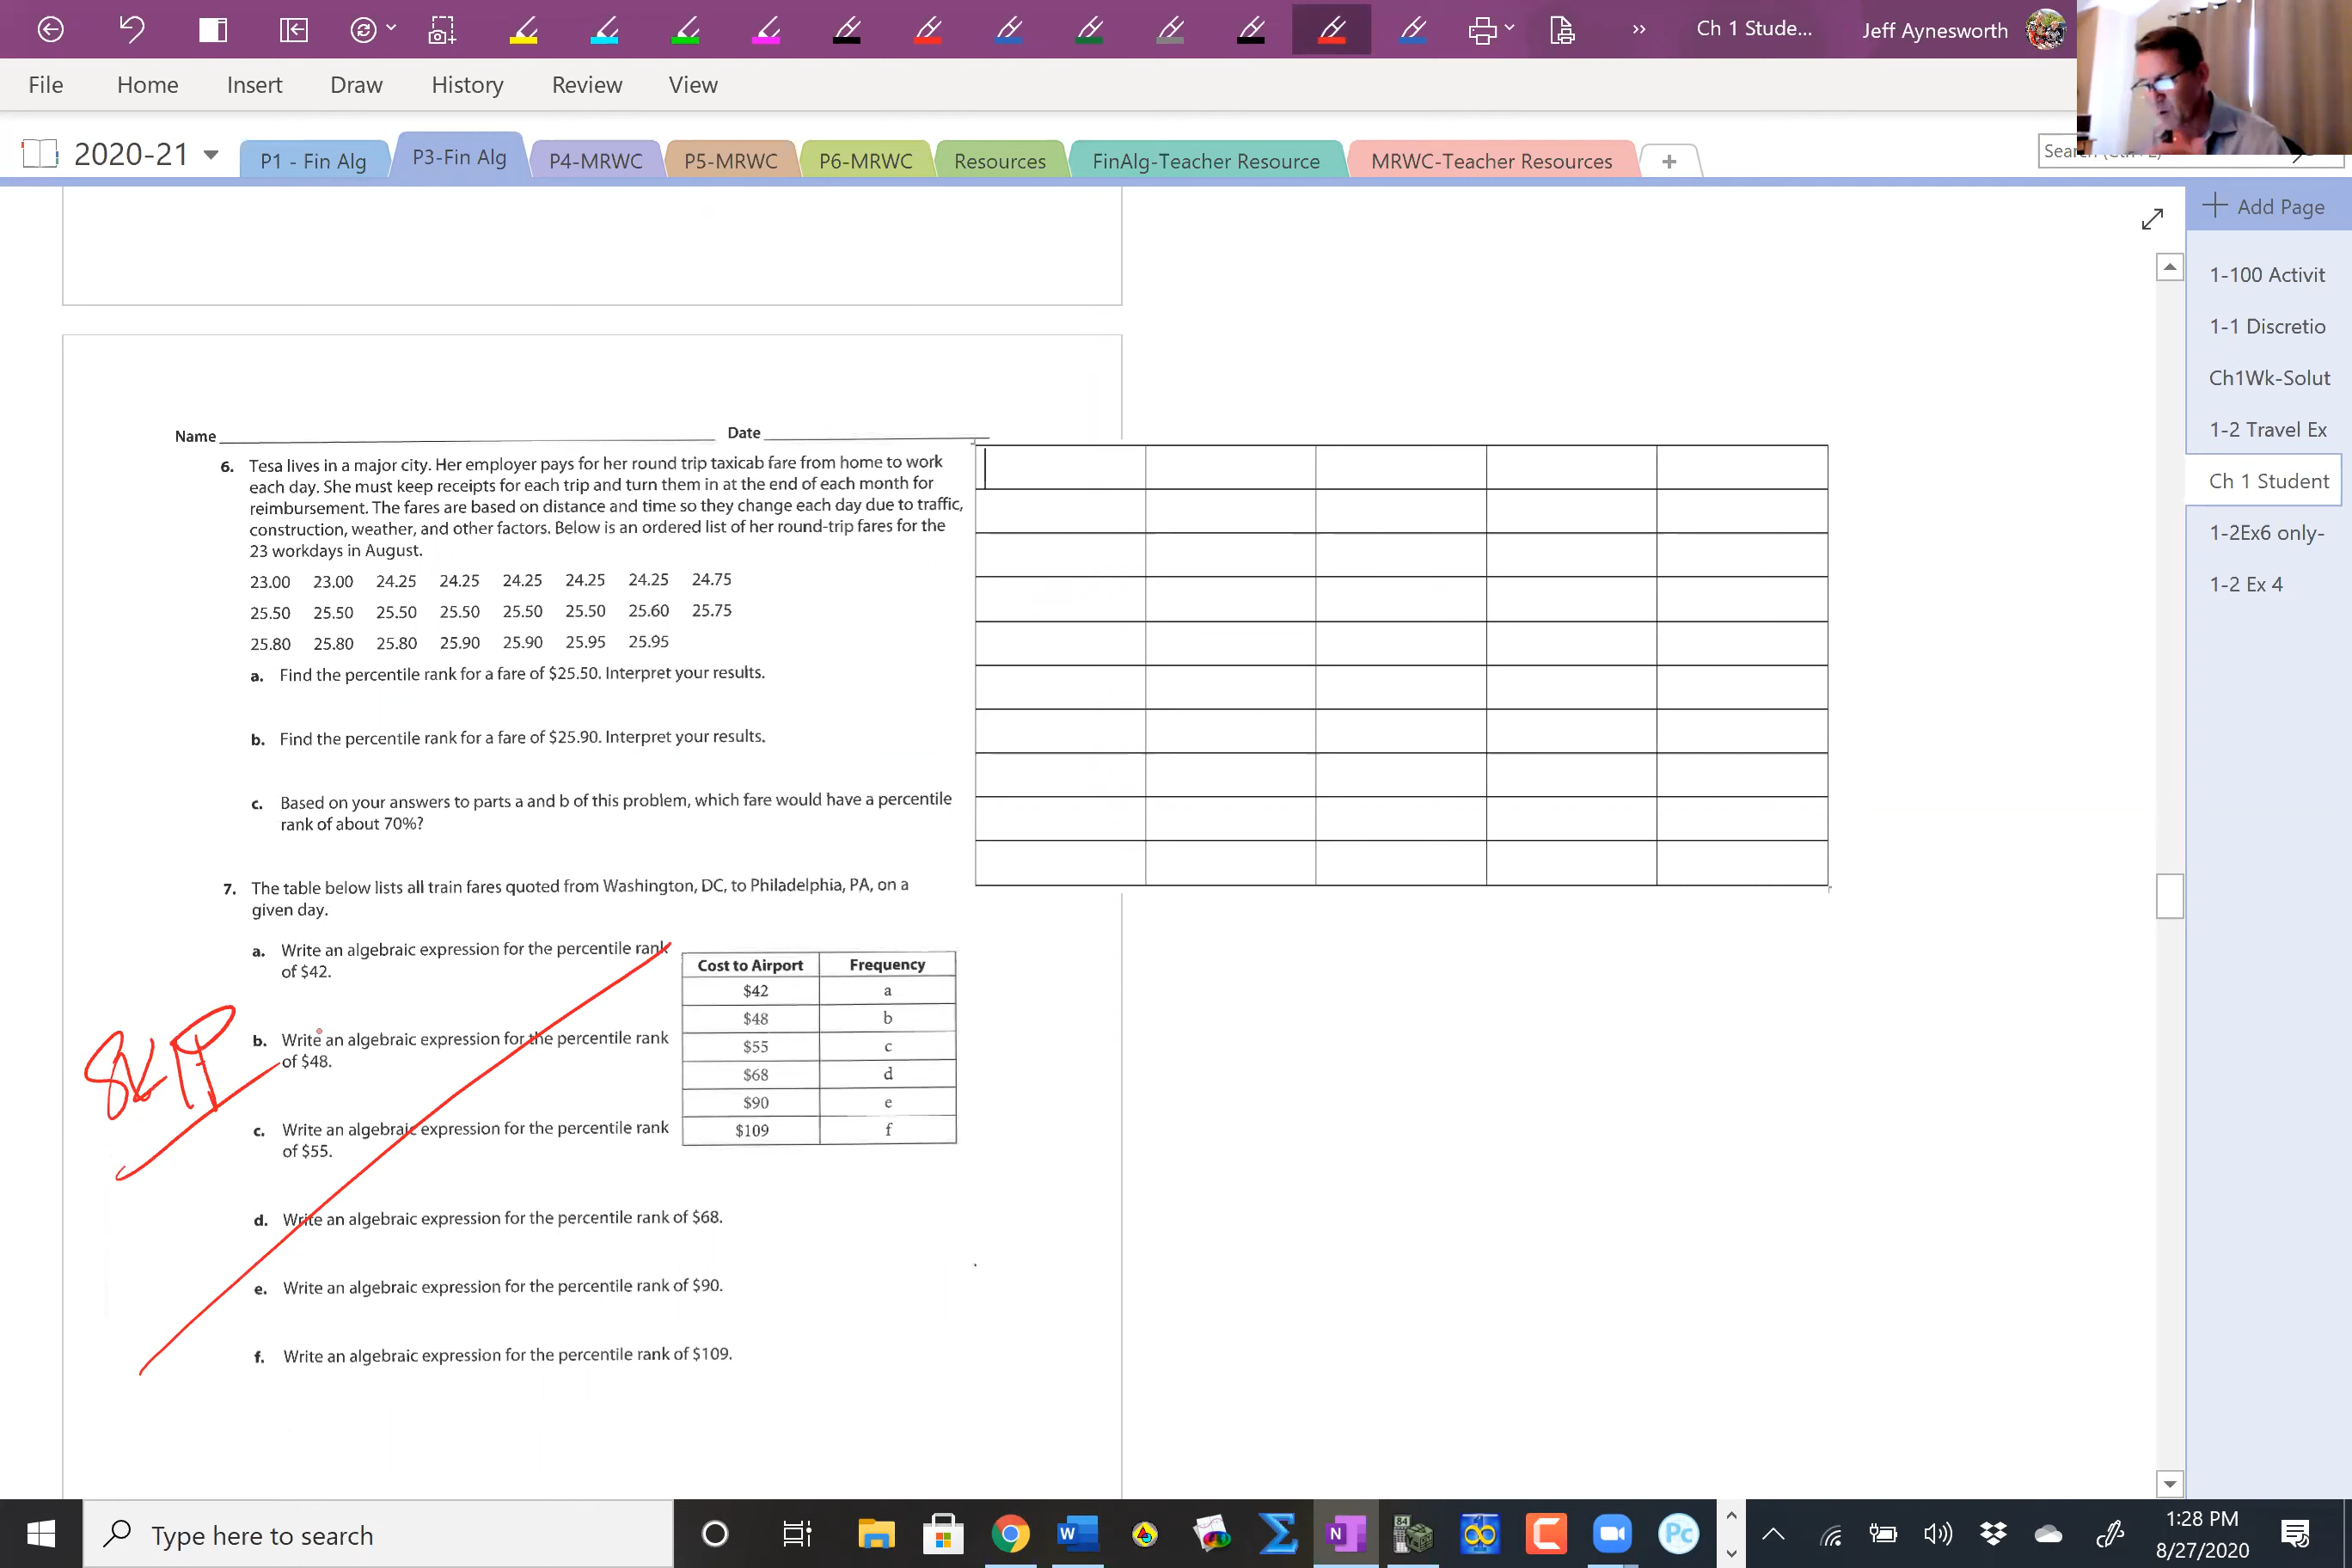 Ch 1 Stude...
Jeff Aynesworth
File Home Insert Draw History Review View
2020-21
P1 - Fin Alg
P3-Fin Alg
P4-MRWC
P5-MRWC
P6-MRWC
Resources
FinAlg-Teacher Resource
MRWC-Teacher Resources
Add Page
1-100 Activit
1-1 Discretio
Ch1Wk-Solut
1-2 Travel Ex
Ch 1 Student
1-2Ex6 only-
1-2 Ex 4
Name Date
6. Tesa lives in a major city. Her employer pays for her round trip taxicab fare from home to work
each day. She must keep receipts for each trip and turn them in at the end of each month for
reimbursement. The fares are based on distance and time so they change each day due to traffic,
construction, weather, and other factors. Below is an ordered list of her round-trip fares for the
23 workdays in August.
23.00 23.00 24.25 24.25 24.25 24.25 24.25 24.75
25.50 25.50 25.50 25.50 25.50 25.50 25.60 25.75
25.80 25.80 25.80 25.90 25.90 25.95 25.95
a. Find the percentile rank for a fare of $25.50. Interpret your results.
b. Find the percentile rank for a fare of $25.90. Interpret your results.
c. Based on your answers to parts a and b of this problem, which fare would have a percentile
rank of about 70%?
7. The table below lists all train fares quoted from Washington, DC, to Philadelphia, PA, on a
given day.
a. Write an algebraic expression for the percentile rank
of $42.
b. Write an algebraic expression for the percentile rank
of $48.
c. Write an algebraic expression for the percentile rank
of $55.
d. Write an algebraic expression for the percentile rank of $68.
e. Write an algebraic expression for the percentile rank of $90.
f. Write an algebraic expression for the percentile rank of $109.
Cost to Airport Frequency
$42 a
$48 b
$55 c
$68 d
$90 e
$109 f
SKIP
Type here to search
1:28 PM
8/27/2020